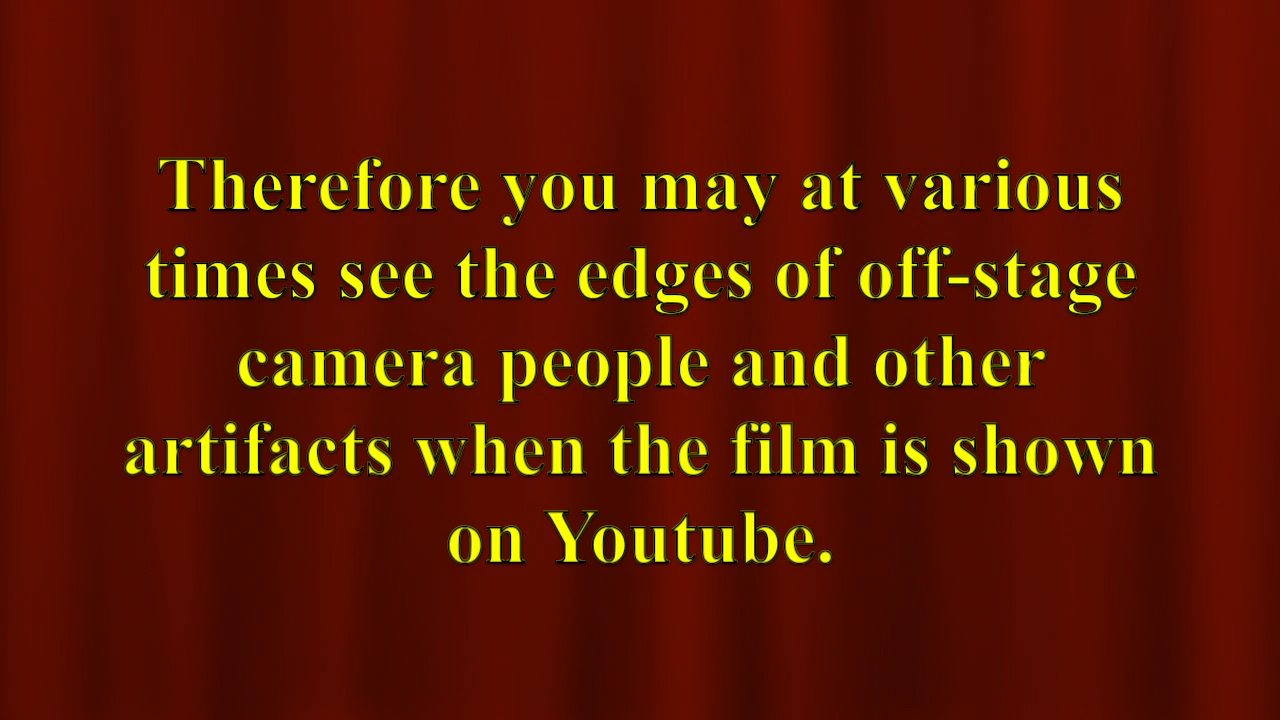 Therefore you may at various
times see the edges of off-stage
camera people and other
artifacts when the film is shown
on Youtube.